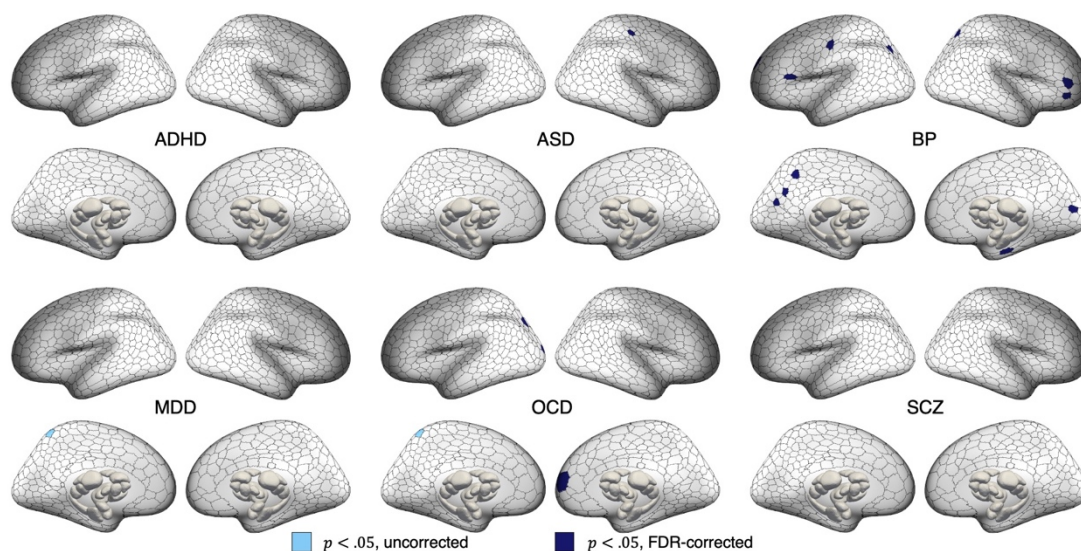 ADHD
ASD
BP
MDD
OCD
SCZ
p < .05, uncorrected
p < .05, FDR-corrected